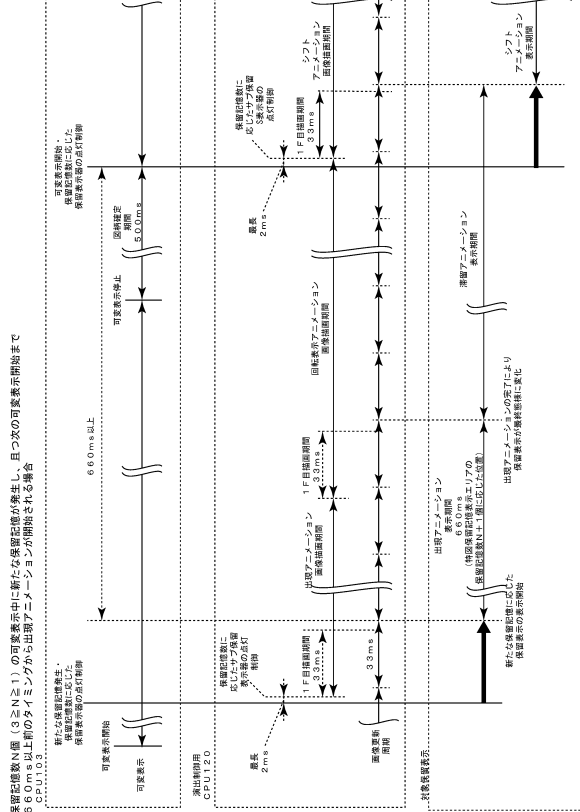 保留記憶数N個(3≧N≧1)の可変表示中に新たな保留記憶が発生し、且つ次の可変表示開始まで
660ms以上前のタイミングから出現アニメーションが開始される場合
CPU103
新たな保留記憶発生・
保留記憶数に応じた
保留表示器の点灯制御
可変表示開始・
保留記憶数に応じた
保留表示器の点灯制御
660ms以上
可変表示開始
可変表示停止
図柄確定
期間
500ms
可変表示
演出制御用
CPU120
保留記憶数に
応じたサブ保留
表示器の点灯
制御
保留記憶数に
応じたサブ保留
S表示器の
点灯制御
最長
2ms
最長
2ms
1F目描画期間
33ms
出現アニメーション
画像描画期間
1F目描画期間
33ms
回転表示アニメーション
画像描画期間
1F目描画期間
33ms
シフト
アニメーション
画像描画期間
33ms
画像更新
周期
対象保留表示
出現アニメーション
表示期間
660ms
(特図保留記憶表示エリアの
保留記憶数N+1個に応じた位置)
滞留アニメーション
表示期間
シフト
アニメーション
表示期間
新たな保留記憶に応じた
保留表示の表示開始
出現アニメーションの完了により
保留表示が最終態様に変化